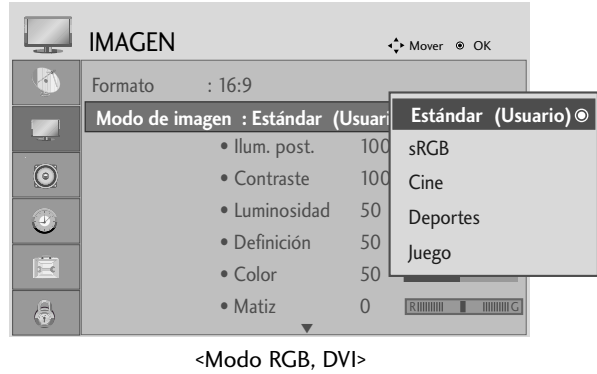 IMAGEN
Mover OK
Formato : 16:9
Modo de imagen : Estándar (Usuari
• Ilum. post. 100
• Contraste 100
• Luminosidad 50
• Definición 50
• Color 50
• Matiz 0 R G
Estándar (Usuario)
sRGB
Cine
Deportes
Juego
<Modo RGB, DVI>